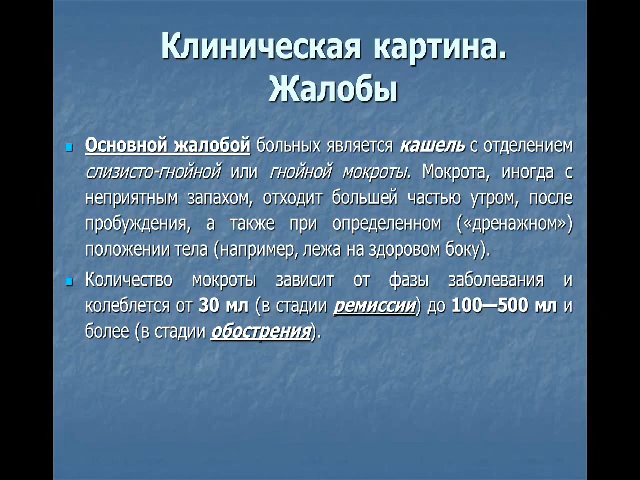 Клиническая картина.
Жалобы
Основной жалобой больных является кашель с отделением
слизисто-гнойной или гнойной мокроты. Мокрота, иногда с
неприятным запахом, отходит большей частью утром, после
пробуждения, а также при определенном («дренажном»)
положении тела (например, лежа на здоровом боку).
Количество мокроты зависит от фазы заболевания и
колеблется от 30 мл (в стадии ремиссии) до 100—500 мл и
более (в стадии обострения).